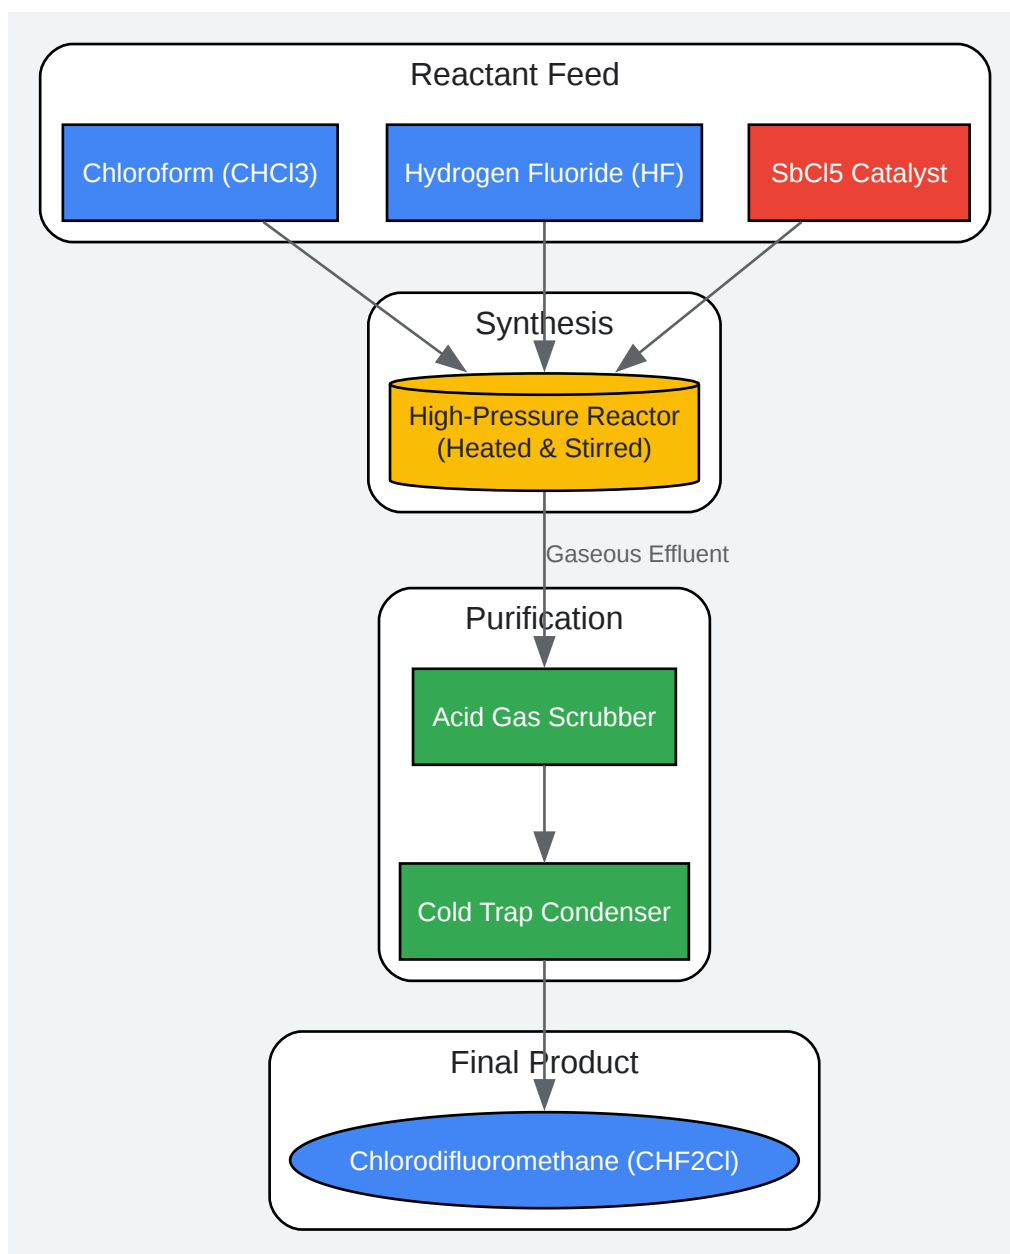 Reactant Feed
Chloroform (CHCl3)
Hydrogen Fluoride (HF)
SbCl5 Catalyst
Synthesis
High-Pressure Reactor
(Heated & Stirred)
Gaseous Effluent
Purification
Acid Gas Scrubber
Cold Trap Condenser
Final Product
Chlorodifluoromethane (CHF2Cl)